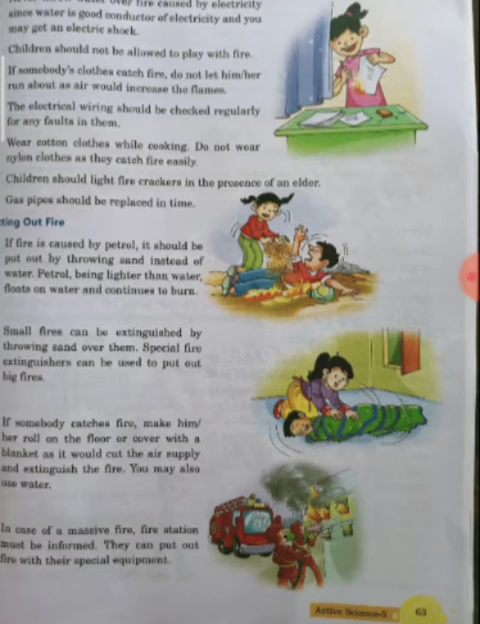 water over fire caused by electricity
since water is good conductor of electricity and you
may get an electric shock.
Children should not be allowed to play with fire.
If somebody's clothes catch fire, do not let him/her
run about as air would increase the flames.
The electrical wiring should be checked regularly
for any faults in them.
Wear cotton clothes while cooking. Do not wear
nylon clothes as they catch fire easily.
Children should light fire crackers in the presence of an elder.
Gas pipes should be replaced in time.
ting Out Fire
If fire is caused by petrol, it should be
put out by throwing sand instead of
water. Petrol, being lighter than water,
floats on water and continues to burn.
Small fires can be extinguished by
throwing sand over them. Special fire
extinguishers can be used to put out
big fires.
If somebody catches fire, make him/
her roll on the floor or cover with a
blanket as it would cut the air supply
and extinguish the fire. You may also
use water.
In case of a massive fire, fire station
must be informed. They can put out
fire with their special equipment.
Active Science-5 63